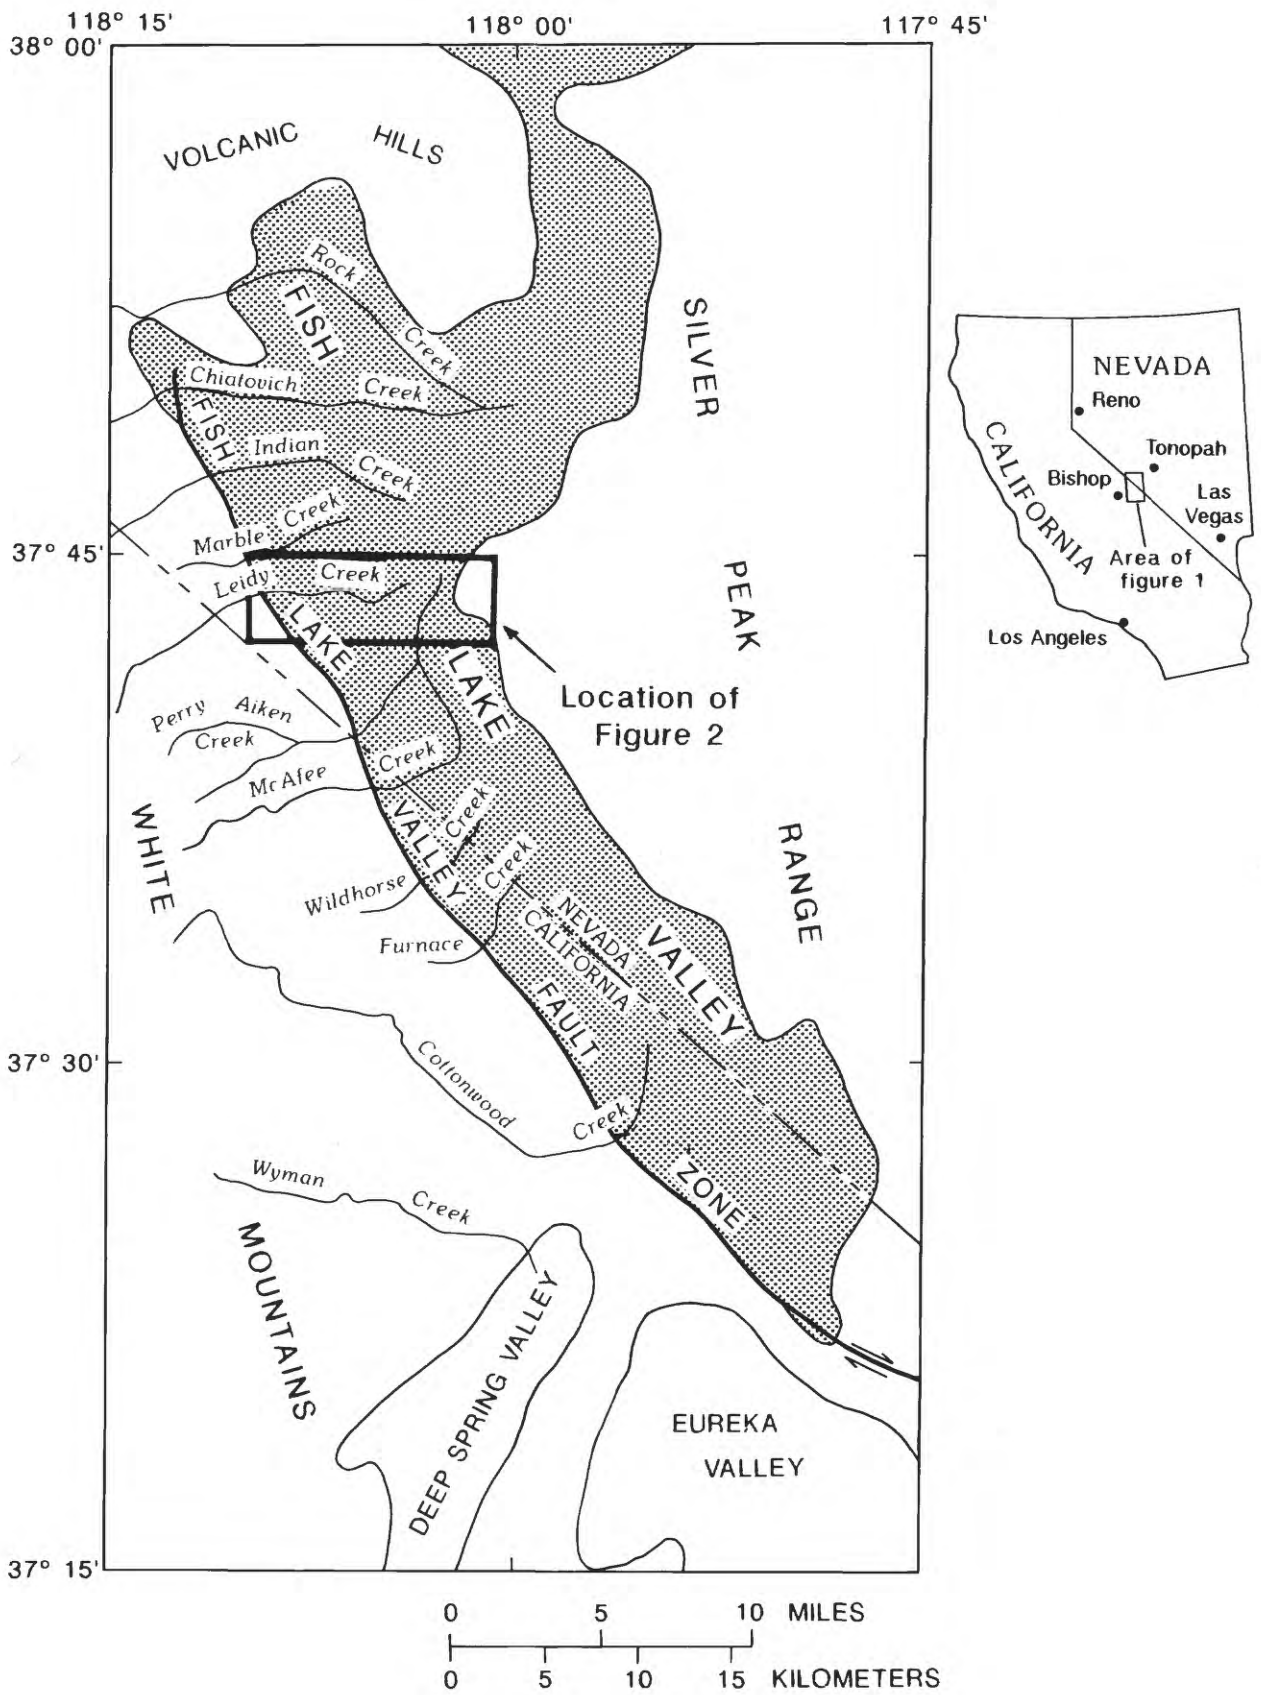 118° 15'
118° 00'
117° 45'
38° 00'
VOLCANIC HILLS
Rock Creek
FISH
SILVER
Chiatovich Creek
FISH
Indian Creek
Marble Creek
37° 45'
Leidy Creek
LAKE
LAKE
PEAK
Location of
Figure 2
Perry Aiken
Creek
McAfee Creek
WHITE
VALLEY
Wildhorse Creek
Furnace Creek
RANGE
NEVADA
CALIFORNIA
VALLEY
FAULT
37° 30'
Cottonwood Creek
ZONE
Wyman Creek
MOUNTAINS
DEEP SPRING VALLEY
EUREKA
VALLEY
37° 15'
0 5 10 MILES
0 5 10 15 KILOMETERS
NEVADA
Reno
CALIFORNIA
Tonopah
Bishop
Las
Vegas
Area of
figure 1
Los Angeles